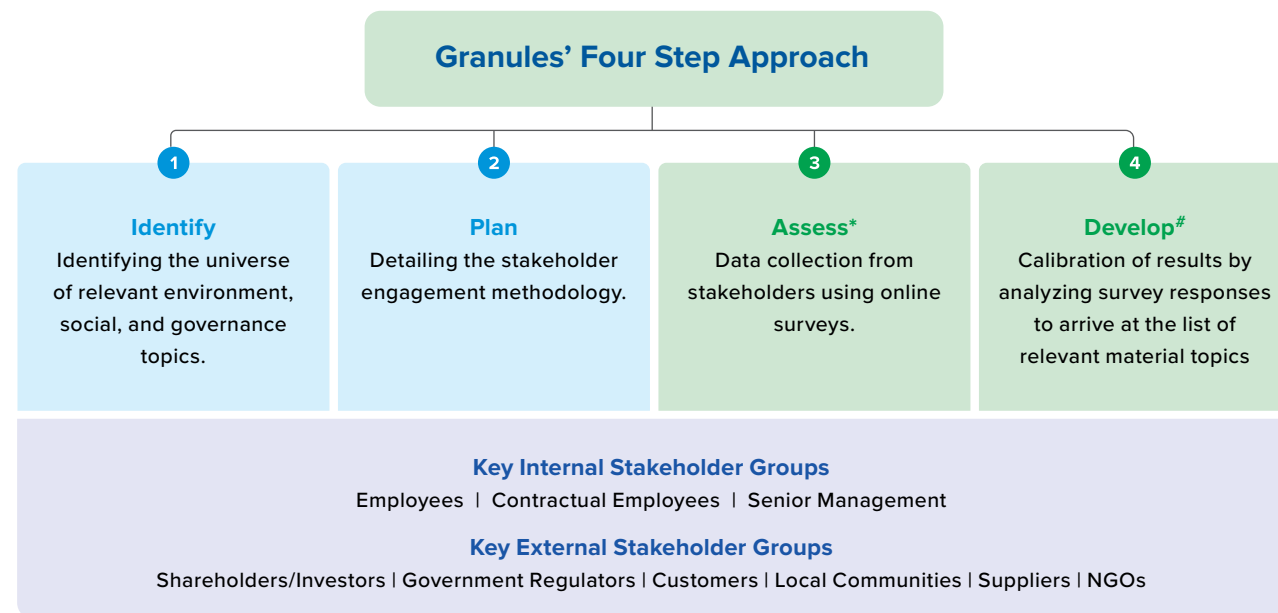 Granules’ Four Step Approach
1
Identify
Identifying the universe
of relevant environment,
social, and governance
topics.
2
Plan
Detailing the stakeholder
engagement methodology.
3
Assess*
Data collection from
stakeholders using online
surveys.
4
Develop#
Calibration of results by
analyzing survey responses
to arrive at the list of
relevant material topics
Key Internal Stakeholder Groups
Employees | Contractual Employees | Senior Management
Key External Stakeholder Groups
Shareholders/Investors | Government Regulators | Customers | Local Communities | Suppliers | NGOs